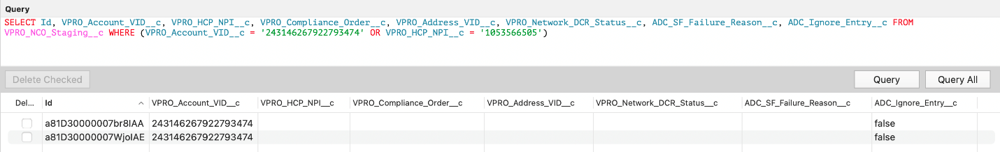 Query
SELECT Id, VPRO_Account_VID__c, VPRO_HCP_NPI__c, VPRO_Compliance_Order__c, VPRO_Address_VID__c, VPRO_Network_DCR_Status__c, ADC_SF_Failure_Reason__c, ADC_Ignore_Entry__c FROM
VPRO_NCO_Staging__c WHERE (VPRO_Account_VID__c = '243146267922793474' OR VPRO_HCP_NPI__c = '1053566505')
Delete Checked Query Query All
Del... Id VPRO_Account_VID__c VPRO_HCP_NPI__c VPRO_Compliance_Order__c VPRO_Address_VID__c VPRO_Network_DCR_Status__c ADC_SF_Failure_Reason__c ADC_Ignore_Entry__c
a81D30000007br8IAA 243146267922793474 false
a81D30000007WjoIAE 243146267922793474 false